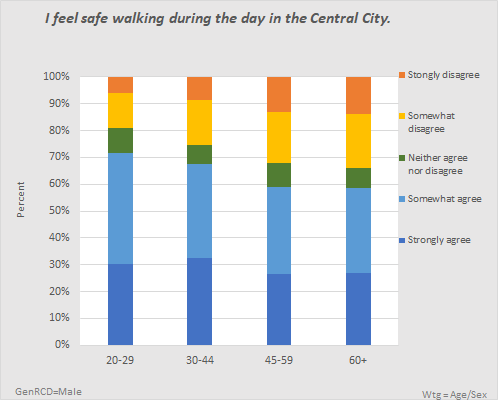 I feel safe walking during the day in the Central City.
100%
90%
80%
70%
60%
50%
40%
30%
20%
10%
0%
Percent
20-29
30-44
45-59
60+
Stongly disagree
Somewhat
disagree
Neither agree
nor disagree
Somewhat agree
Strongly agree
GenRCD=Male
Wtg = Age/Sex